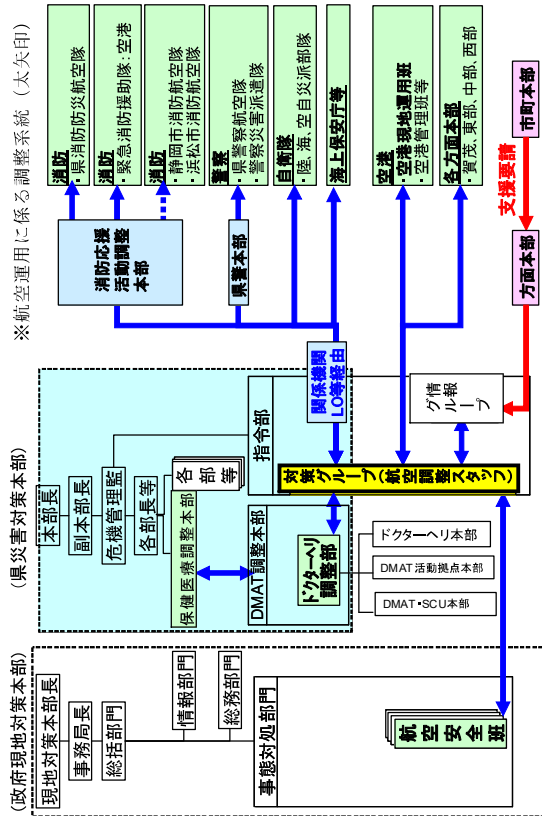 ※航空運用に係る調整系統（太矢印）
(政府現地対策本部)
現地対策本部長
事務局長
総括部門
情報部門
総務部門
事態対処部門
航空安全班
(県災害対策本部)
本部長
副本部長
危機管理監
各部長等
各部等
保健医療調整本部
DMAT調整本部
ドクターヘリ
調整部
ドクターヘリ本部
DMAT活動拠点本部
DMAT・SCU本部
指令部
対策グループ(航空調整スタッフ)
情報
グループ
関係機関
LO等経由
消防応援
活動調整
本部
県警本部
消防
・県消防防災航空隊
消防
・緊急消防援助隊：空港
消防
・静岡市消防航空隊
・浜松市消防航空隊
警察
・県警察航空隊
・警察災害派遣隊
自衛隊
・陸、海、空自災派部隊
海上保安庁等
空港
・空港現地運用班
・空港管理班等
各方面本部
・賀茂、東部、中部、西部
方面本部
支援要請
市町本部